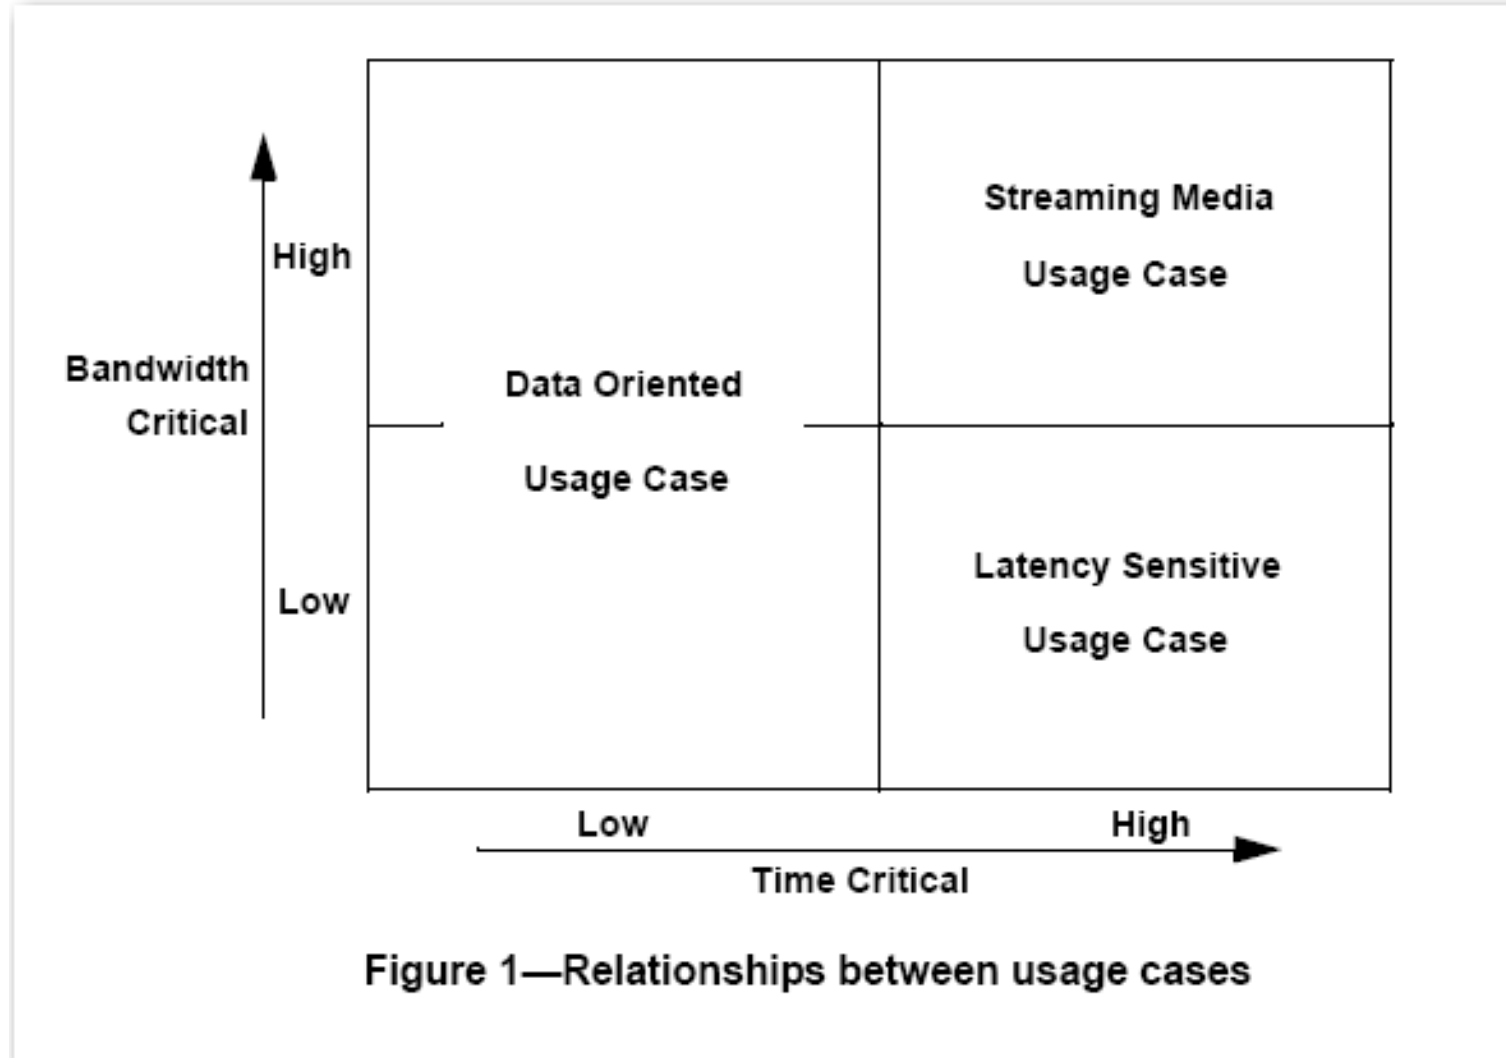 Streaming Media
Usage Case
High
Bandwidth
Critical
Data Oriented
Usage Case
Latency Sensitive
Usage Case
Low
Low
High
Time Critical
Figure 1—Relationships between usage cases